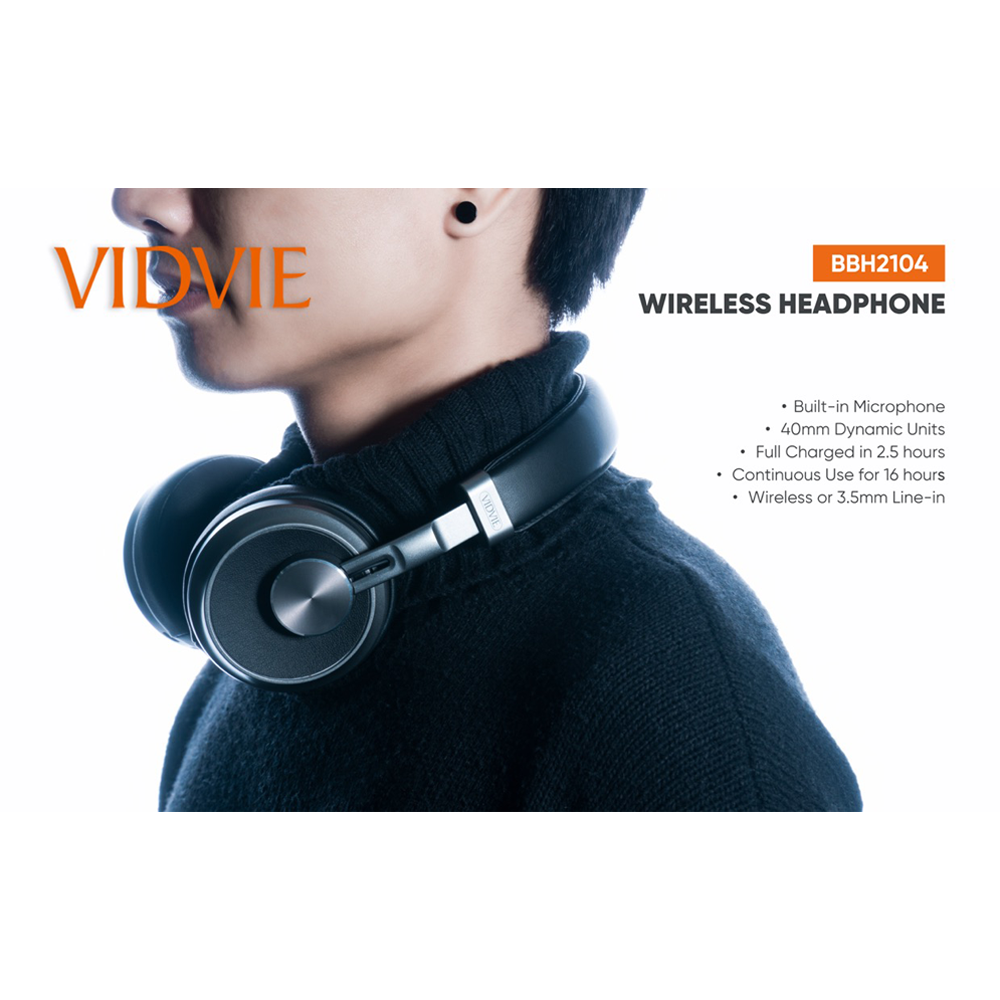 VIDVIE
BBH2104
WIRELESS HEADPHONE
• Built-in Microphone
• 40mm Dynamic Units
• Full Charged in 2.5 hours
• Continuous Use for 16 hours
• Wireless or 3.5mm Line-in
VIDVIE